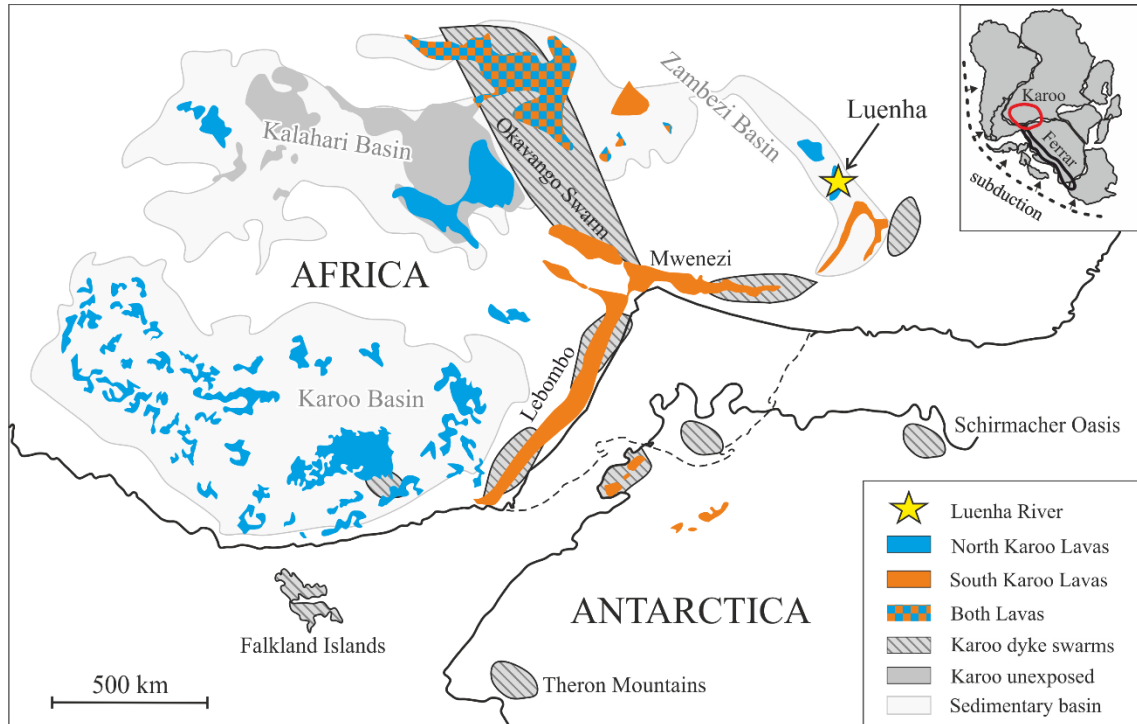 Kalahari Basin
Okavango Swarm
Zambezi Basin
Luenha
Karoo
Ferrar
subduction
AFRICA
Mwenezi
Lebombo
Karoo Basin
Schirmacher Oasis
ANTARCTICA
Falkland Islands
Theron Mountains
500 km
Luenha River
North Karoo Lavas
South Karoo Lavas
Both Lavas
Karoo dyke swarms
Karoo unexposed
Sedimentary basin